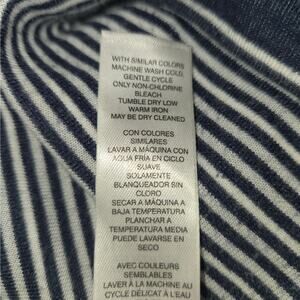 WITH SIMILAR COLORS
MACHINE WASH COLD,
GENTLE CYCLE
ONLY NON-CHLORINE
BLEACH
TUMBLE DRY LOW
WARM IRON
MAY BE DRY CLEANED
CON COLORES
SIMILARES
LAVAR A MÁQUINA CON
AGUA FRÍA EN CICLO
SUAVE
SOLAMENTE
BLANQUEADOR SIN
CLORO
SECAR A MÁQUINA A
BAJA TEMPERATURA
PLANCHAR A
TEMPERATURA MEDIA
PUEDE LAVARSE EN
SECO
AVEC COULEURS
SEMBLABLES
LAVER À LA MACHINE AU
CYCLE DÉLICAT À L'EAU